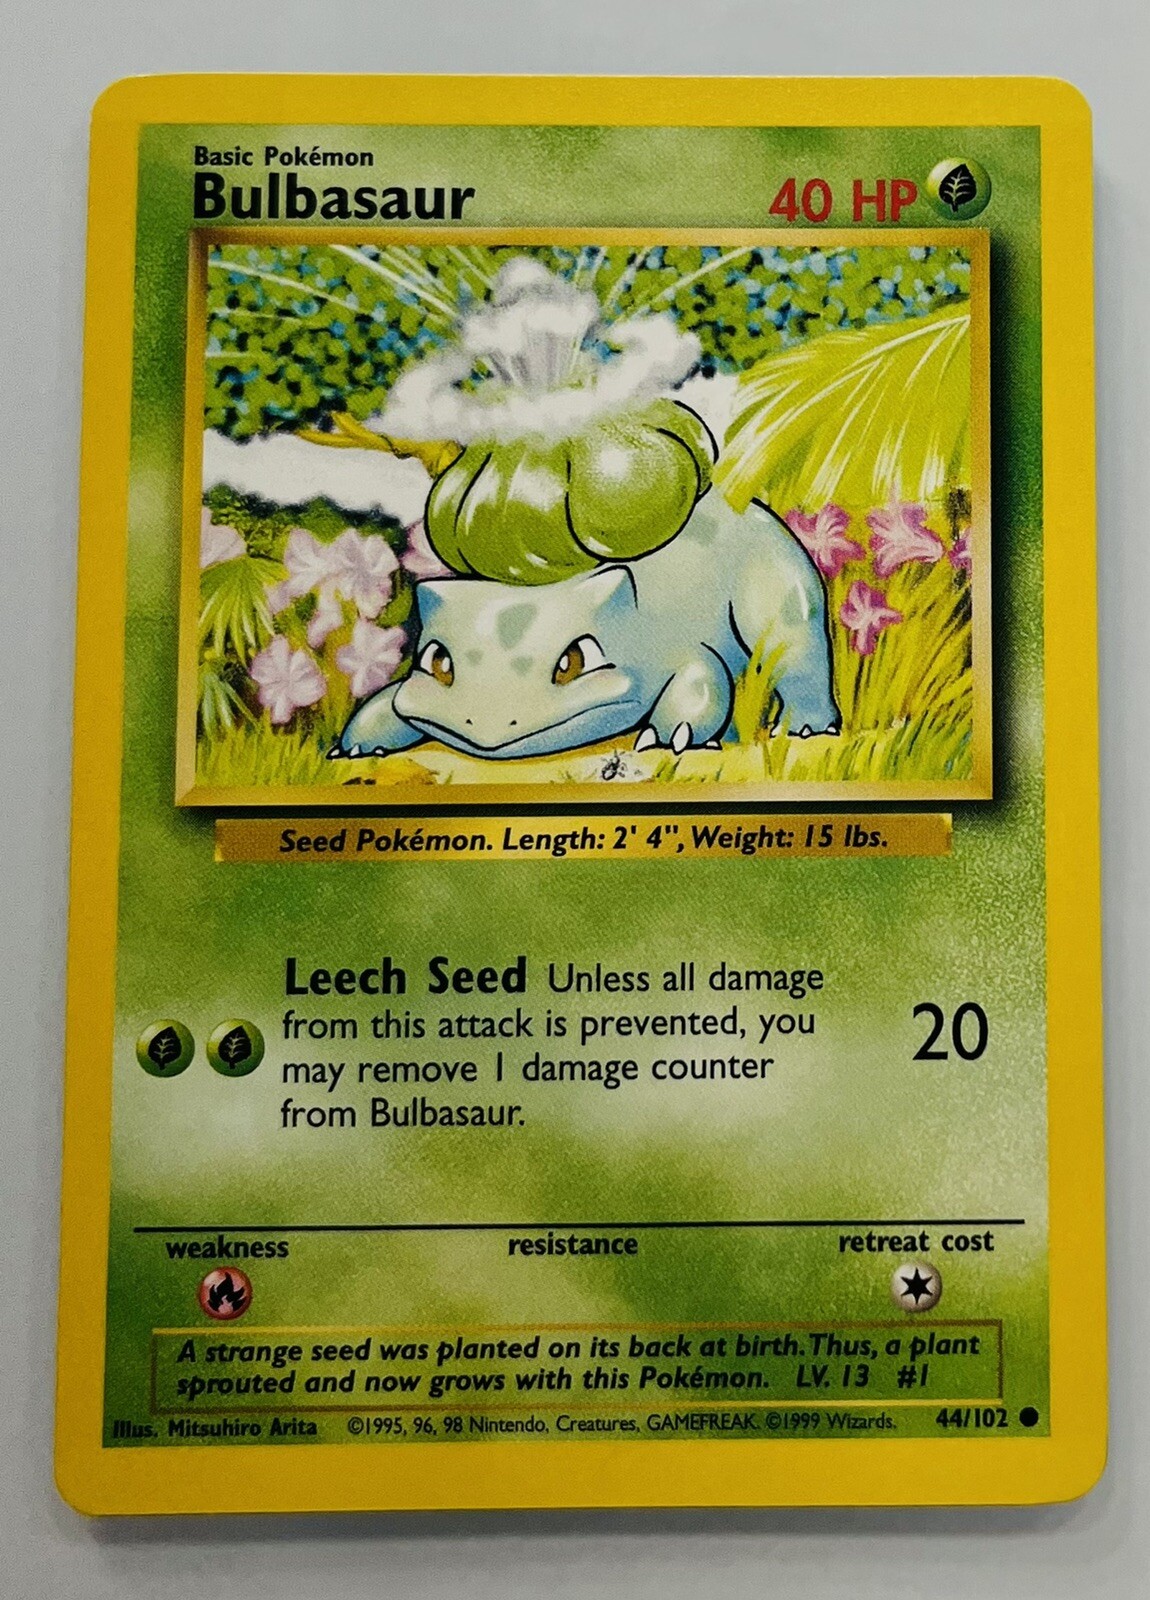 Basic Pokémon
Bulbasaur
40 HP
Seed Pokémon. Length: 2' 4", Weight: 15 lbs.
Leech Seed Unless all damage
from this attack is prevented, you
may remove 1 damage counter
from Bulbasaur.
20
weakness resistance retreat cost
A strange seed was planted on its back at birth. Thus, a plant
sprouted and now grows with this Pokémon. LV. 13 #1
Illus. Mitsuhiro Arita ©1995, 96, 98 Nintendo, Creatures, GAMEFREAK. ©1999 Wizards. 44/102